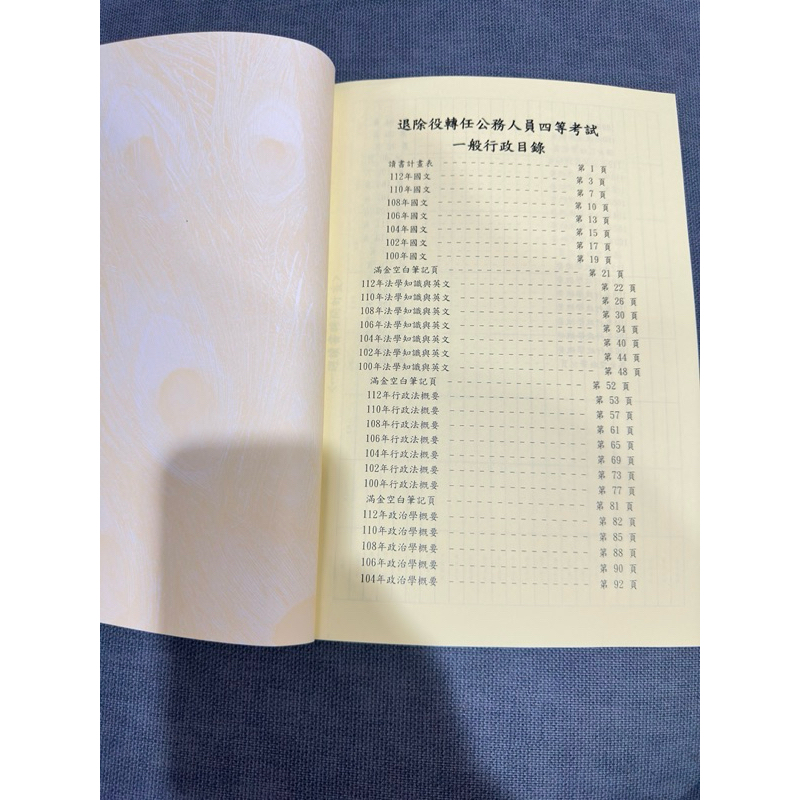 退除役轉任公務人員四等考試
一般行政目錄
讀書計畫表 第 1 頁
112年國文 第 3 頁
110年國文 第 7 頁
108年國文 第 10 頁
106年國文 第 13 頁
104年國文 第 15 頁
102年國文 第 17 頁
100年國文 第 19 頁
滿金空白筆記頁 第 21 頁
112年法學知識與英文 第 22 頁
110年法學知識與英文 第 26 頁
108年法學知識與英文 第 30 頁
106年法學知識與英文 第 34 頁
104年法學知識與英文 第 40 頁
102年法學知識與英文 第 44 頁
100年法學知識與英文 第 48 頁
滿金空白筆記頁 第 52 頁
112年行政法概要 第 53 頁
110年行政法概要 第 57 頁
108年行政法概要 第 61 頁
106年行政法概要 第 65 頁
104年行政法概要 第 69 頁
102年行政法概要 第 73 頁
100年行政法概要 第 77 頁
滿金空白筆記頁 第 81 頁
112年政治學概要 第 82 頁
110年政治學概要 第 85 頁
108年政治學概要 第 88 頁
106年政治學概要 第 90 頁
104年政治學概要 第 92 頁